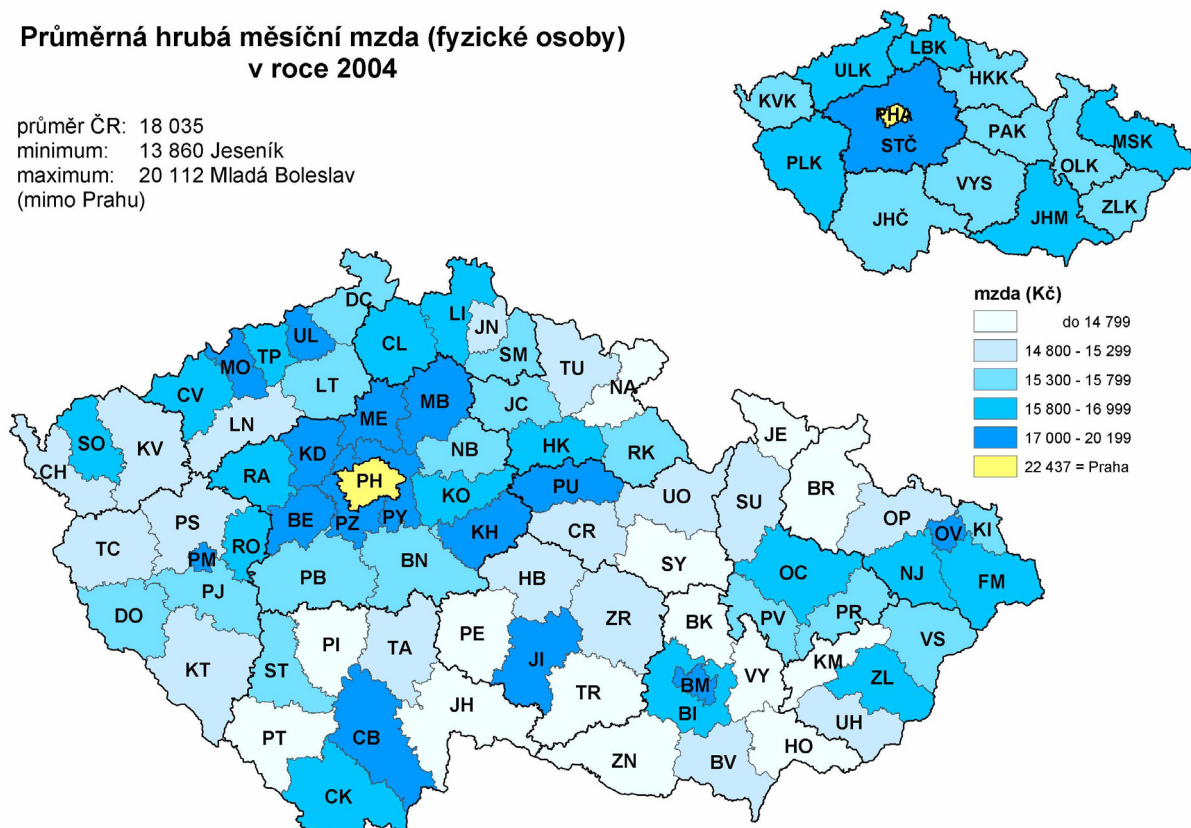 Průměrná hrubá měsíční mzda (fyzické osoby)
v roce 2004
průměr ČR: 18 035
minimum: 13 860 Jeseník
maximum: 20 112 Mladá Boleslav
(mimo Prahu)
LBK
ULK
HKK
KVK
PHA
PAK
STČ
MSK
PLK
OLK
VYS
ZLK
JHČ
JHM
mzda (Kč)
do 14 799
14 800 - 15 299
15 300 - 15 799
15 800 - 16 999
17 000 - 20 199
22 437 = Praha
DC
LI
JN
UL
CL
SM
TP
MO
TU
NA
LT
CV
MB
JC
ME
LN
JE
SO
KV
NB
HK
KD
RK
BR
CH
RA
PH
KO
PU
UO
SU
OP
PS
BE
PZ
PY
KH
CR
OV
KI
TC
RO
PM
BN
SY
OC
NJ
FM
PB
HB
PJ
DO
PV
PR
ZR
BK
VS
PE
PI
TA
JI
KM
KT
ST
ZL
VY
BM
TR
JH
BI
UH
PT
CB
HO
ZN
BV
CK